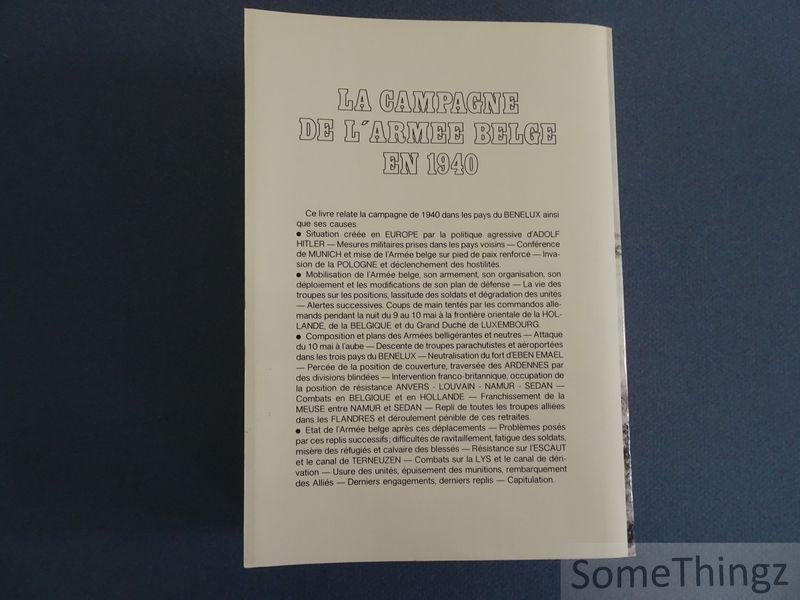 LA CAMPAGNE
DE L'ARMEE BELGE
EN 1940
Ce livre relate la campagne de 1940 dans les pays du BENELUX ainsi
que ses causes.
● Situation créée en EUROPE par la politique agressive d'ADOLF
HITLER — Mesures militaires prises dans les pays voisins — Conférence
de MUNICH et mise de l'Armée belge sur pied de paix renforcé — Inva-
sion de la POLOGNE et déclenchement des hostilités.
● Mobilisation de l'Armée belge, son armement, son organisation, son
déploiement et les modifications de son plan de défense — La vie des
troupes sur les positions, lassitude des soldats et dégradation des unités
— Alertes successives. Coups de main tentés par les commandos alle-
mands pendant la nuit du 9 au 10 mai à la frontière orientale de la HOL-
LANDE, de la BELGIQUE et du Grand Duché de LUXEMBOURG.
● Composition et plans des Armées belligérantes et neutres — Attaque
du 10 mai à l'aube — Descente de troupes parachutistes et aéroportées
dans les trois pays du BENELUX — Neutralisation du fort d'EBEN EMAEL
— Percée de la position de couverture, traversée des ARDENNES par
des divisions blindées — Intervention franco-britannique, occupation de
la position de résistance ANVERS - LOUVAIN - NAMUR - SEDAN —
Combats en BELGIQUE et en HOLLANDE — Franchissement de la
MEUSE entre NAMUR et SEDAN — Repli de toutes les troupes alliées
dans les FLANDRES et déroulement pénible de ces retraites.
● Etat de l'Armée belge après ces déplacements — Problèmes posés
par ces replis successifs; difficultés de ravitaillement, fatigue des soldats,
misère des réfugiés et calvaire des blessés — Résistance sur l'ESCAUT
et le canal de TERNEUZEN — Combats sur la LYS et le canal de déri-
vation — Usure des unités, épuisement des munitions, rembarquement
des Alliés — Derniers engagements, derniers replis — Capitulation.
SomeThingz